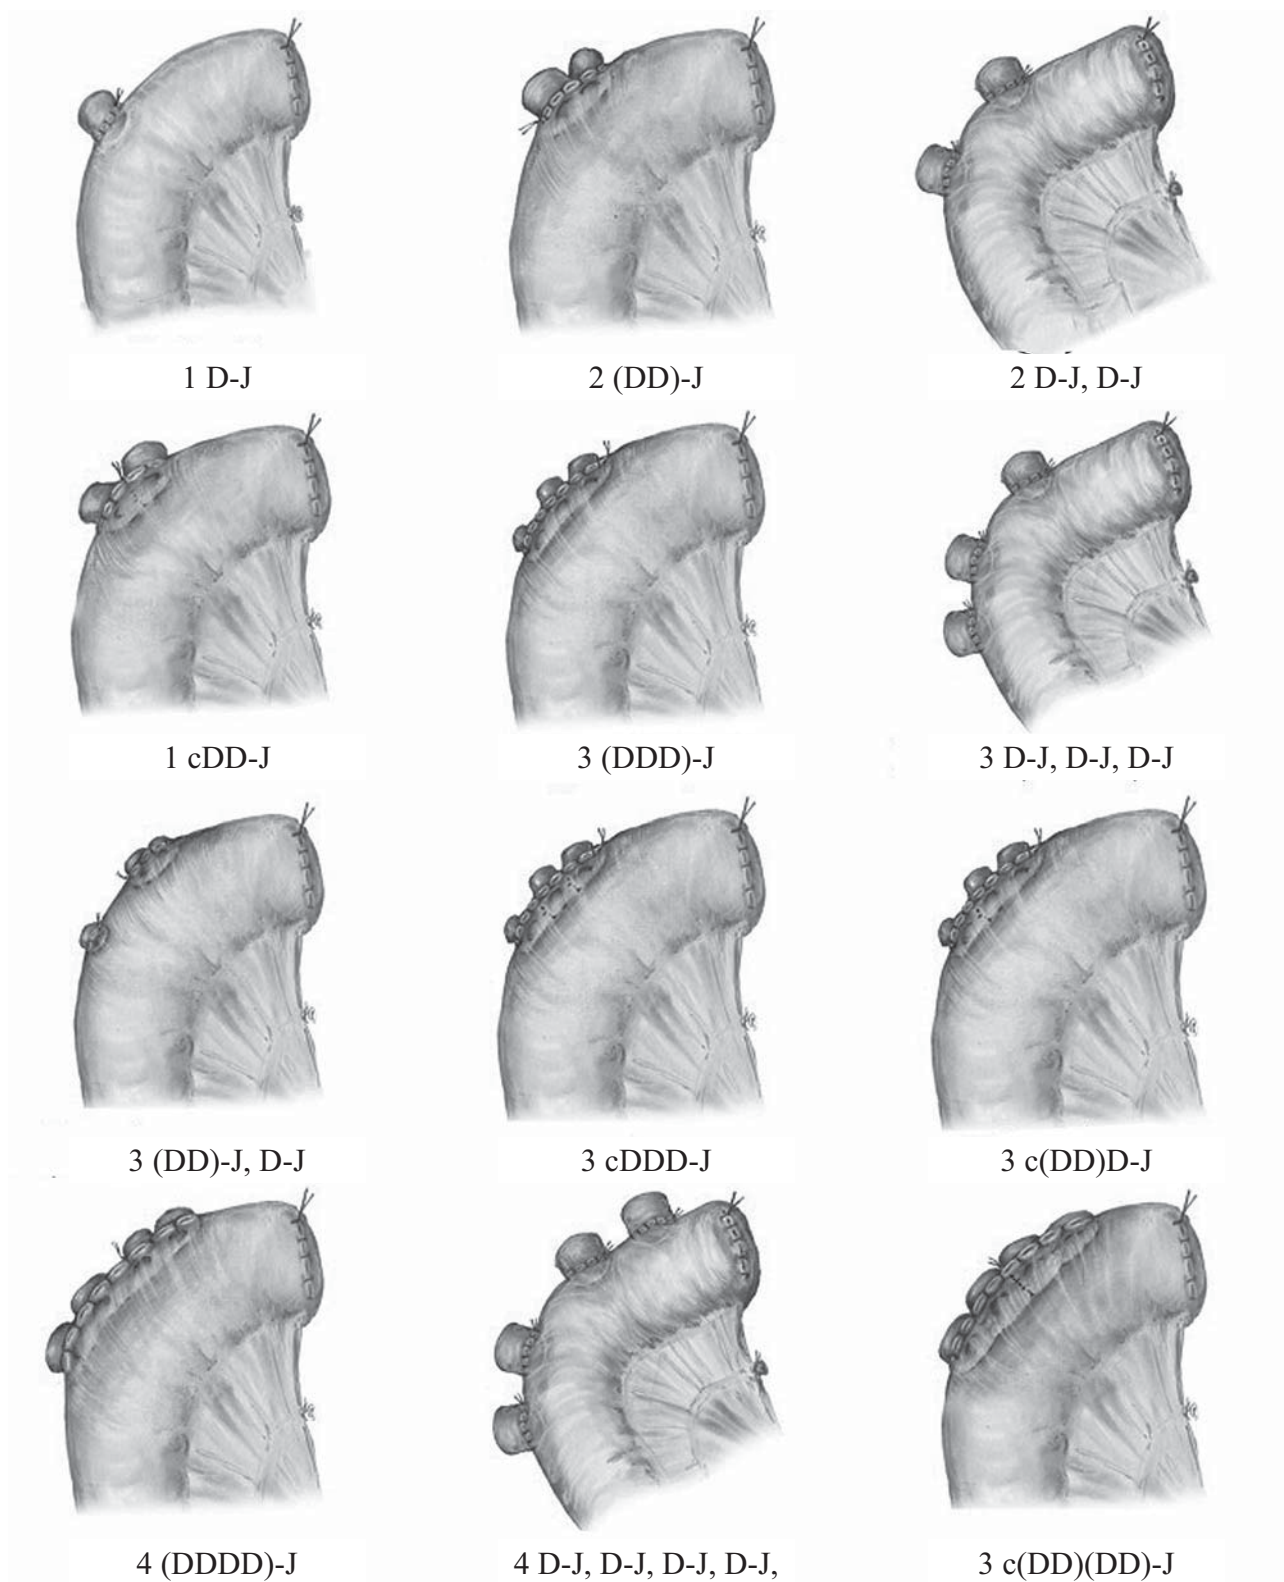 1 D-J
2 (DD)-J
2 D-J, D-J
1 cDD-J
3 (DDD)-J
3 D-J, D-J, D-J
3 (DD)-J, D-J
3 cDDD-J
3 c(DD)D-J
4 (DDDD)-J
4 D-J, D-J, D-J, D-J,
3 c(DD)(DD)-J